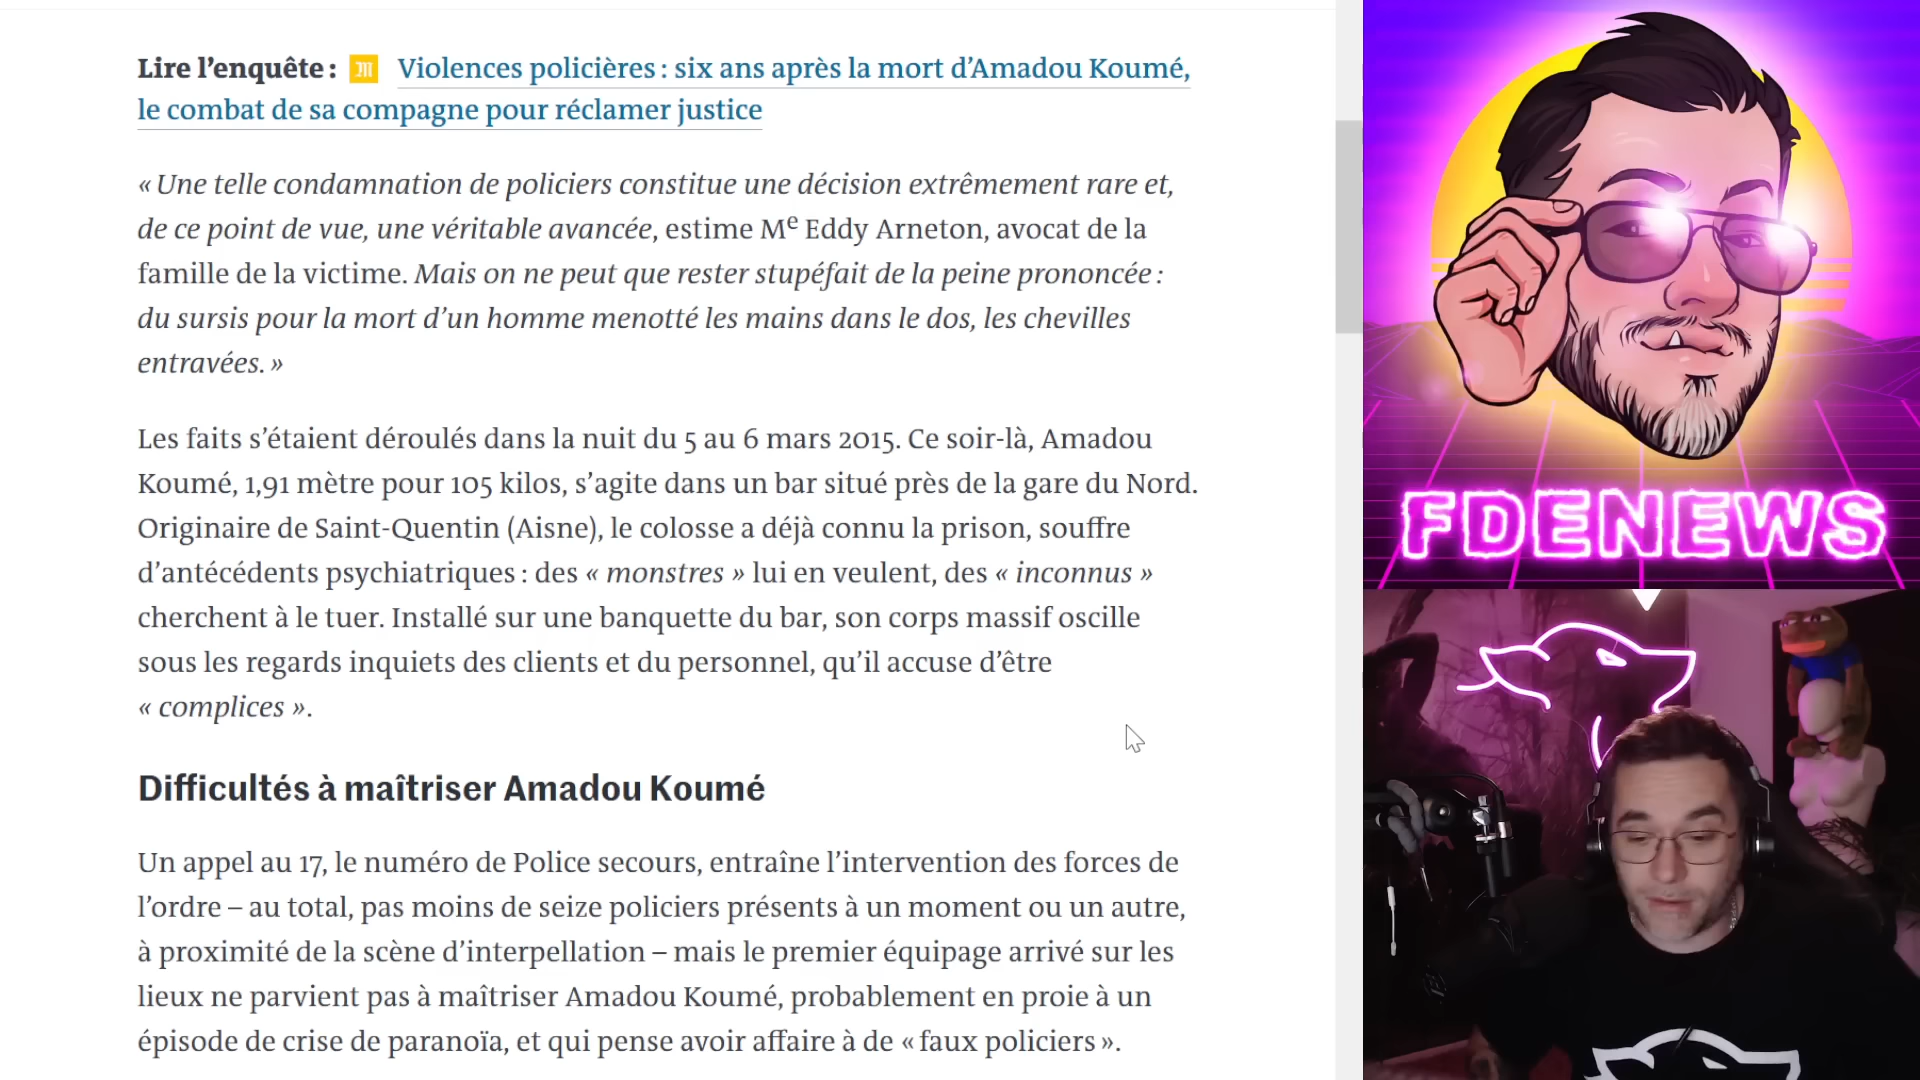 Lire l’enquête : Violences policières : six ans après la mort d’Amadou Koumé,
le combat de sa compagne pour réclamer justice
« Une telle condamnation de policiers constitue une décision extrêmement rare et,
de ce point de vue, une véritable avancée, estime Me Eddy Arneton, avocat de la
famille de la victime. Mais on ne peut que rester stupéfait de la peine prononcée :
du sursis pour la mort d’un homme menotté les mains dans le dos, les chevilles
entravées. »
Les faits s’étaient déroulés dans la nuit du 5 au 6 mars 2015. Ce soir-là, Amadou
Koumé, 1,91 mètre pour 105 kilos, s’agite dans un bar situé près de la gare du Nord.
Originaire de Saint-Quentin (Aisne), le colosse a déjà connu la prison, souffre
d’antécédents psychiatriques : des « monstres » lui en veulent, des « inconnus »
cherchent à le tuer. Installé sur une banquette du bar, son corps massif oscille
sous les regards inquiets des clients et du personnel, qu’il accuse d’être
« complices ».
Difficultés à maîtriser Amadou Koumé
Un appel au 17, le numéro de Police secours, entraîne l’intervention des forces de
l’ordre – au total, pas moins de seize policiers présents à un moment ou un autre,
à proximité de la scène d’interpellation – mais le premier équipage arrivé sur les
lieux ne parvient pas à maîtriser Amadou Koumé, probablement en proie à un
épisode de crise de paranoïa, et qui pense avoir affaire à de « faux policiers ».
FDENEWS